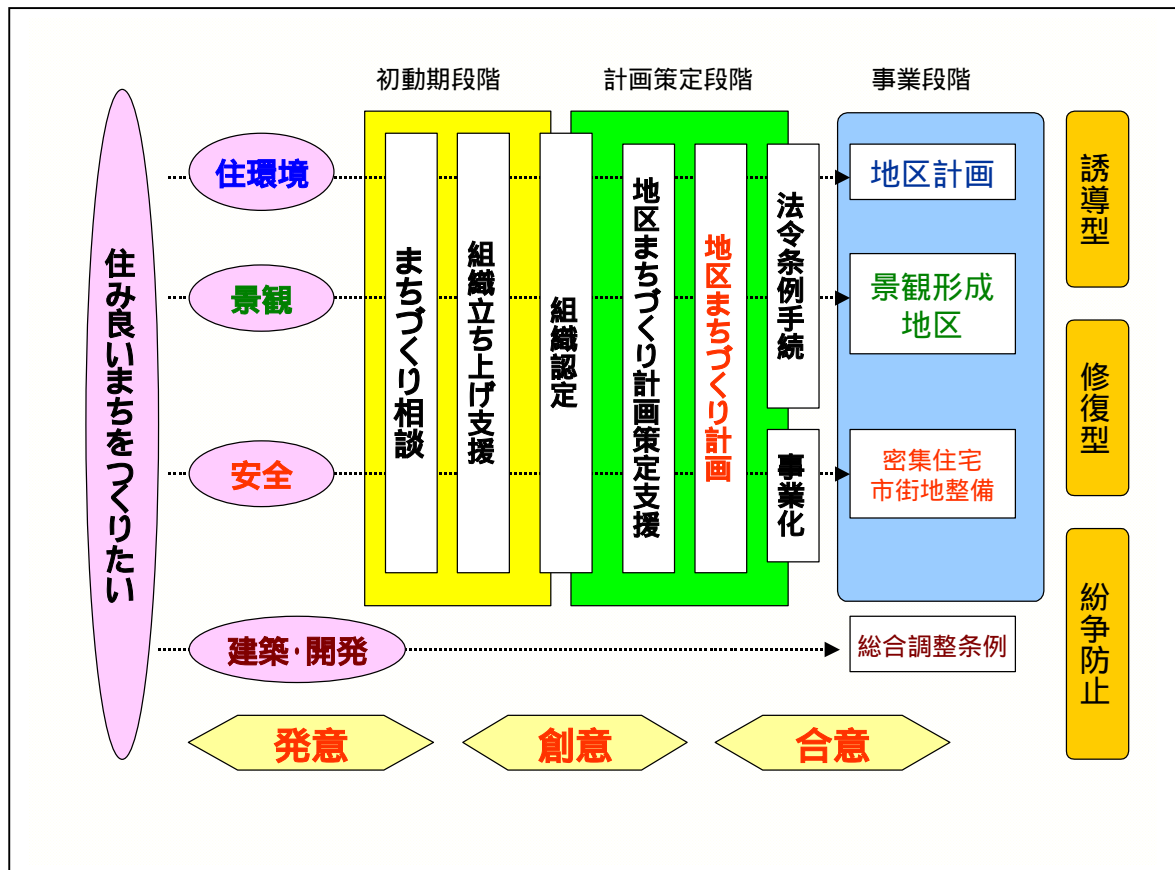 初動期段階
計画策定段階
事業段階
住み良いまちをつくりたい
住環境
景観
安全
建築・開発
まちづくり相談
組織立ち上げ支援
組織認定
地区まちづくり計画策定支援
地区まちづくり計画
法令条例手続
事業化
地区計画
景観形成
地区
密集住宅
市街地整備
総合調整条例
誘導型
修復型
紛争防止
発意
創意
合意